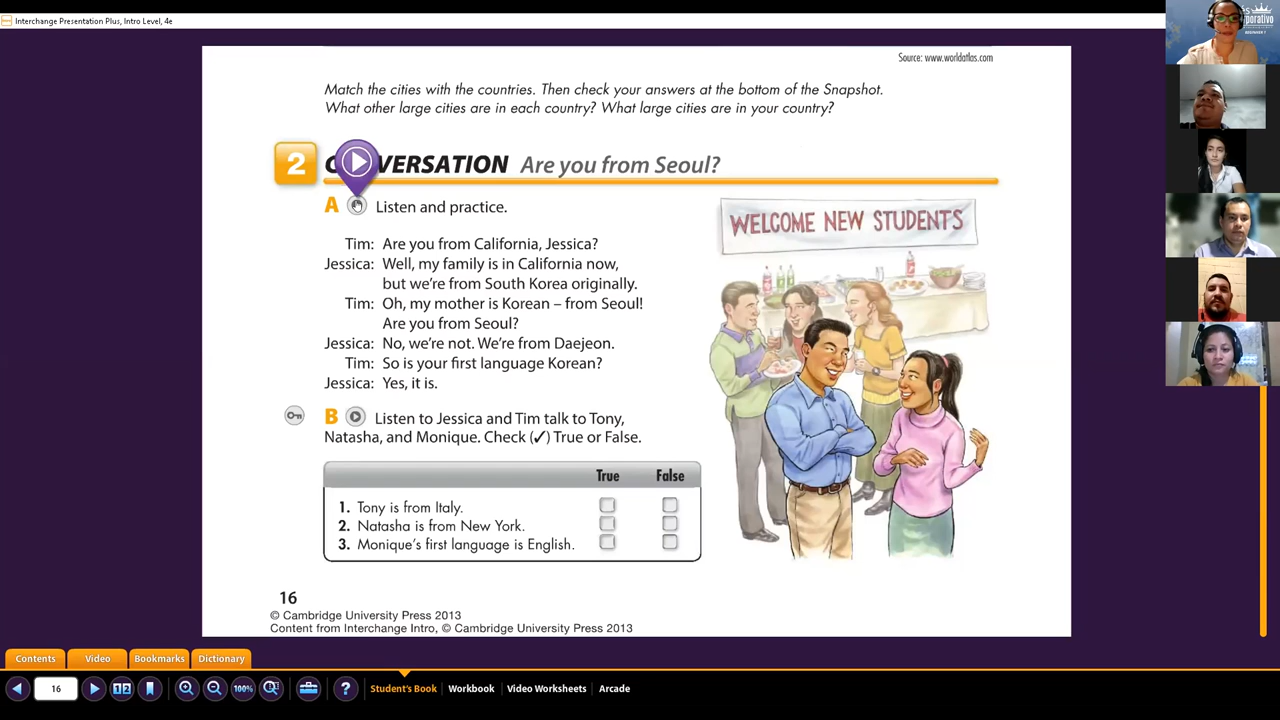 Interchange Presentation Plus, Intro Level, 4e
Source: www.worldatlas.com
Match the cities with the countries. Then check your answers at the bottom of the Snapshot.
What other large cities are in each country? What large cities are in your country?
2 VERSATION Are you from Seoul?
A Listen and practice.
Tim: Are you from California, Jessica?
Jessica: Well, my family is in California now,
but we're from South Korea originally.
Tim: Oh, my mother is Korean – from Seoul!
Are you from Seoul?
Jessica: No, we're not. We're from Daejeon.
Tim: So is your first language Korean?
Jessica: Yes, it is.
B Listen to Jessica and Tim talk to Tony,
Natasha, and Monique. Check (✓) True or False.
True False
1. Tony is from Italy.
2. Natasha is from New York.
3. Monique's first language is English.
WELCOME NEW STUDENTS
16
© Cambridge University Press 2013
Content from Interchange Intro, © Cambridge University Press 2013
Contents Video Bookmarks Dictionary
16 12 100% ? Student's Book Workbook Video Worksheets Arcade